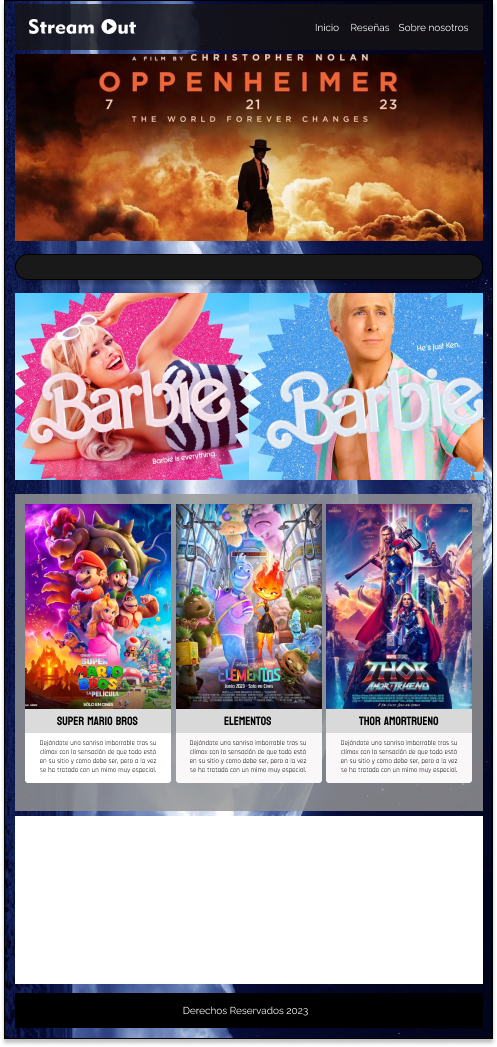 Stream Out
Inicio Reseñas Sobre nosotros
A FILM BY CHRISTOPHER NOLAN
OPPENHEIMER
7 21 23
THE WORLD FOREVER CHANGES
He's just Ken.
Barbie Barbie
Barbie is everything.
SUPER MARIO BROS
LA PELÍCULA
SÓLO EN CINES
ELEMENTOS
Junio 2023 · Solo en Cines
THOR
AMOR Y TRUENO
SUPER MARIO BROS
Dejándote una sonrisa imborrable tras su
clímax con la sensación de que todo está
en su sitio y como debe ser, pero a la vez
se ha tratado con un mimo muy especial.
ELEMENTOS
Dejándote una sonrisa imborrable tras su
clímax con la sensación de que todo está
en su sitio y como debe ser, pero a la vez
se ha tratado con un mimo muy especial.
THOR AMORTRUENO
Dejándote una sonrisa imborrable tras su
clímax con la sensación de que todo está
en su sitio y como debe ser, pero a la vez
se ha tratado con un mimo muy especial.
Derechos Reservados 2023